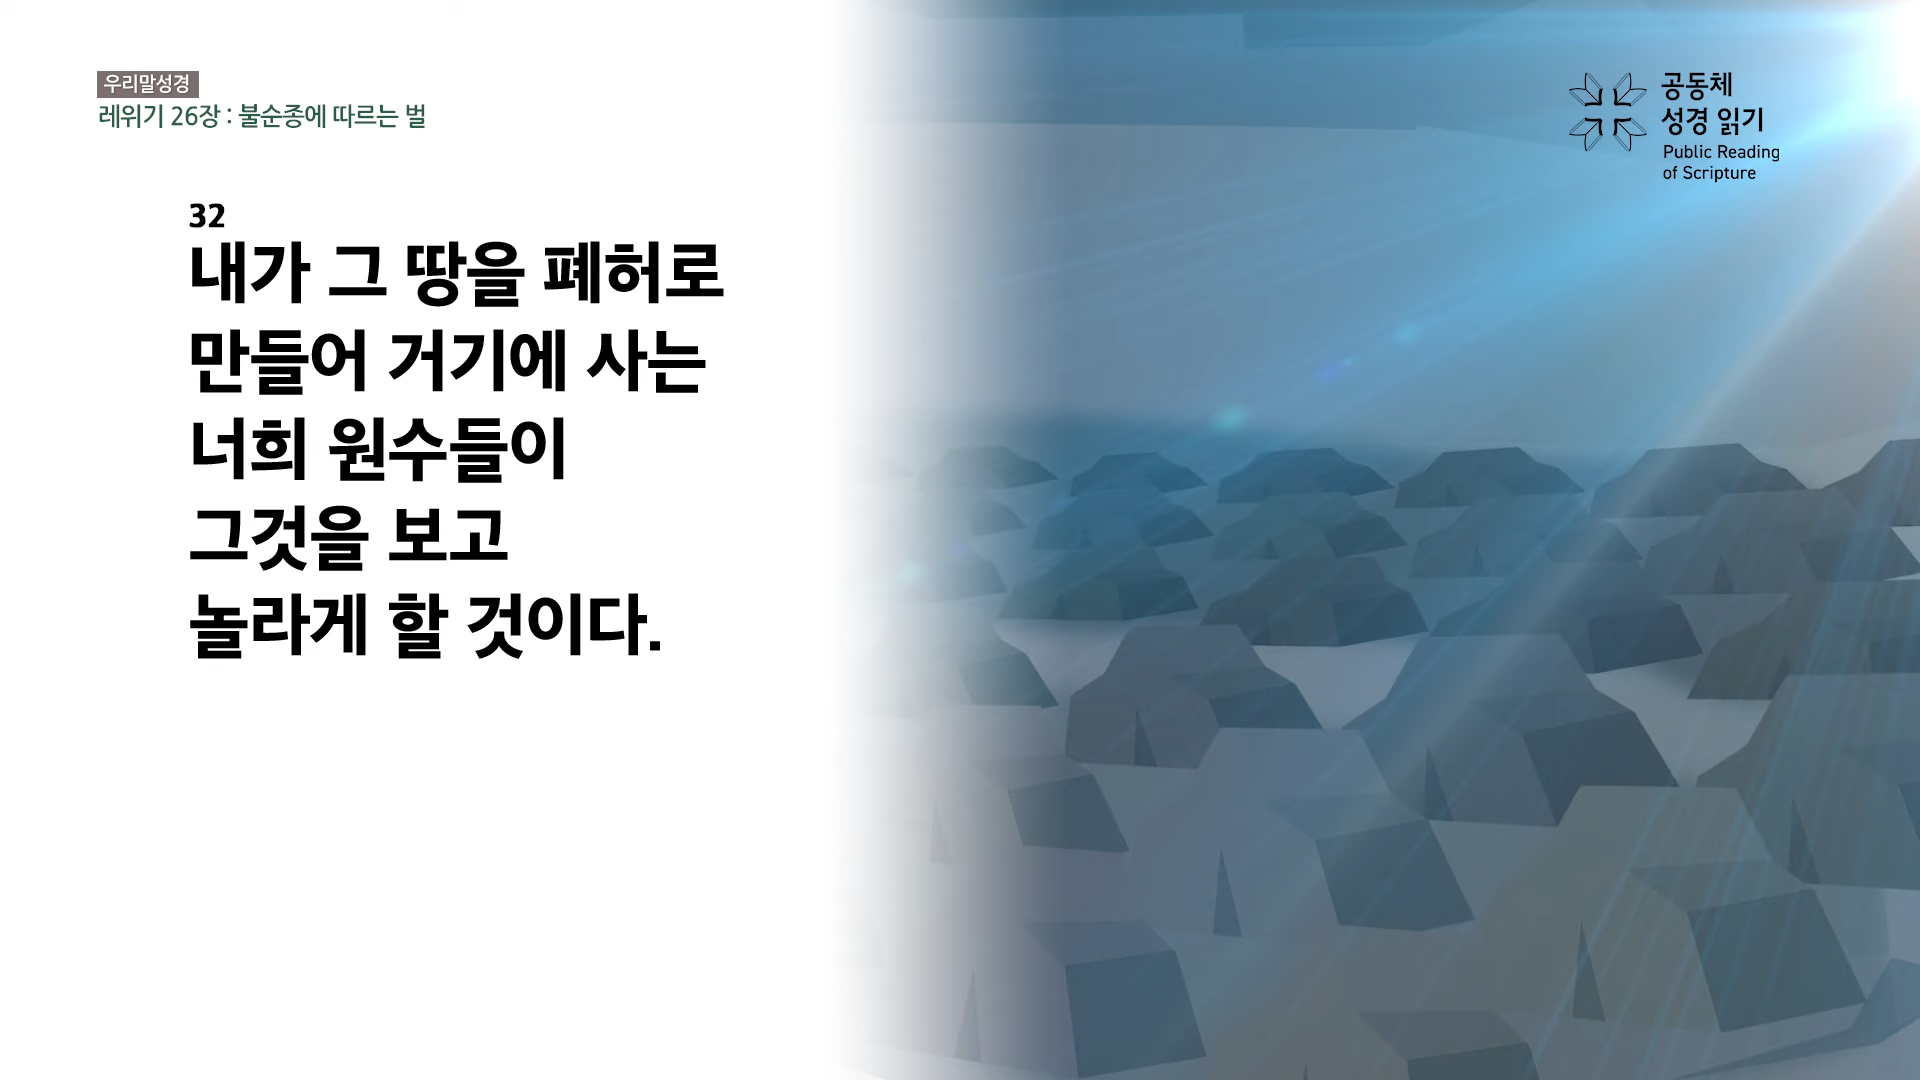 우리말성경
레위기 26장 : 불순종에 따르는 벌
공동체
성경 읽기
Public Reading
of Scripture
32
내가 그 땅을 폐허로
만들어 거기에 사는
너희 원수들이
그것을 보고
놀라게 할 것이다.